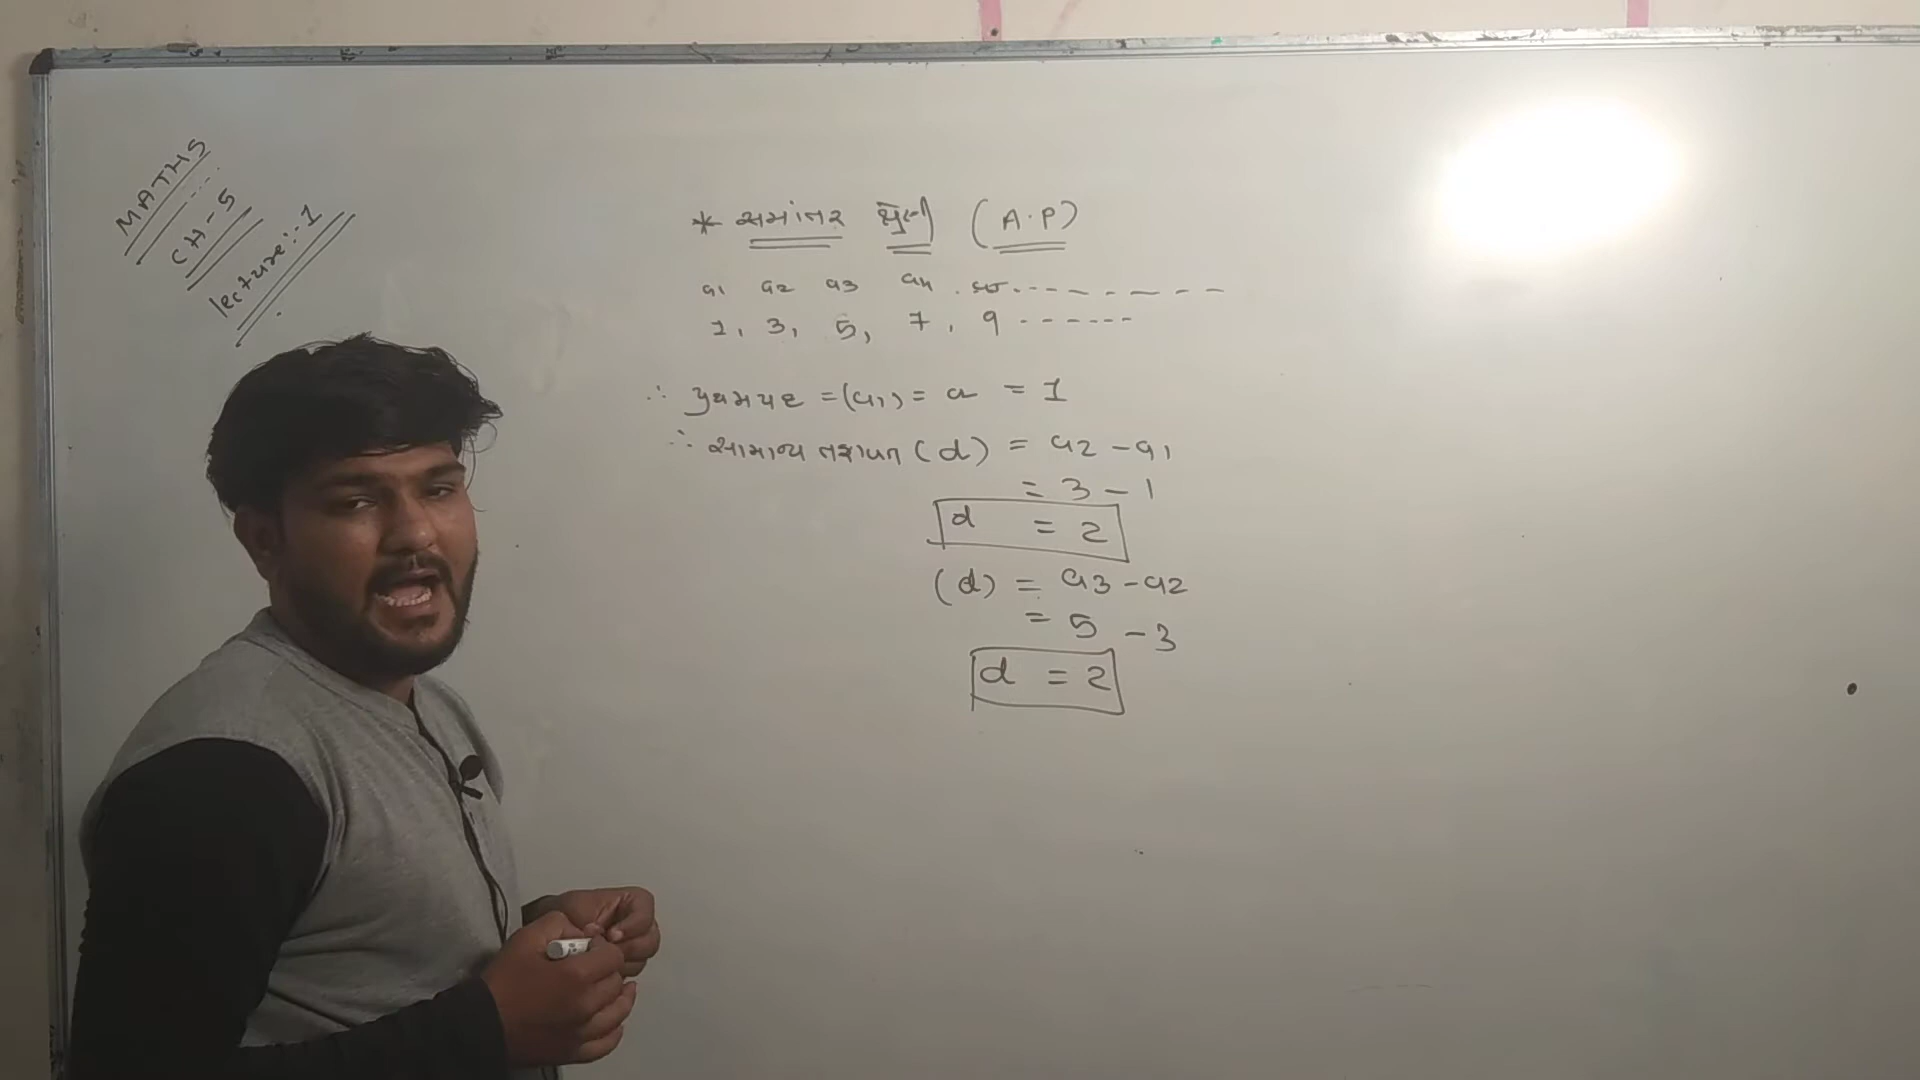 MATHS
CH-5
lecture:-1
* સમાંતર શ્રેણી (A.P)
a1 a2 a3 a4 . a5.---------
1, 3, 5, 7, 9 ------
∴ પ્રથમપદ =(a1) = a = 1
∴ સામાન્ય તફાવત (d) = a2 - a1
= 3 - 1
d = 2
(d) = a3 - a2
= 5 - 3
d = 2